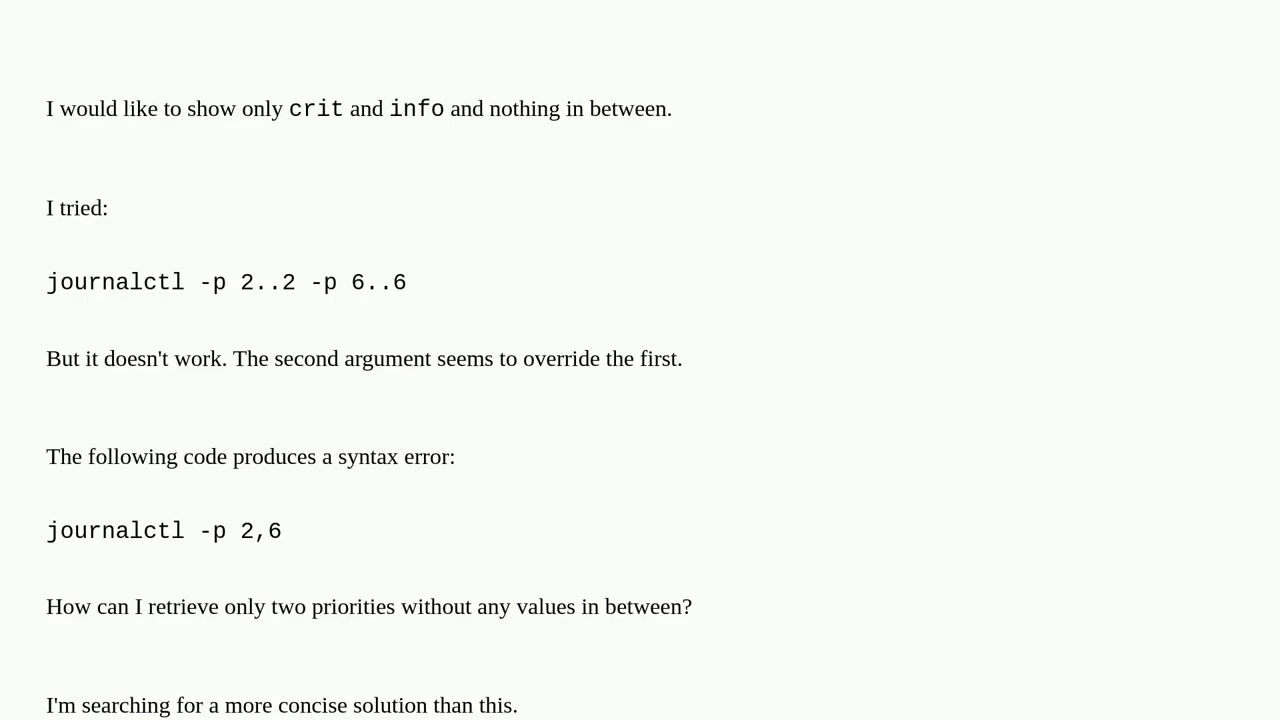 I would like to show only crit and info and nothing in between.
I tried:
journalctl -p 2..2 -p 6..6
But it doesn't work. The second argument seems to override the first.
The following code produces a syntax error:
journalctl -p 2,6
How can I retrieve only two priorities without any values in between?
I'm searching for a more concise solution than this.